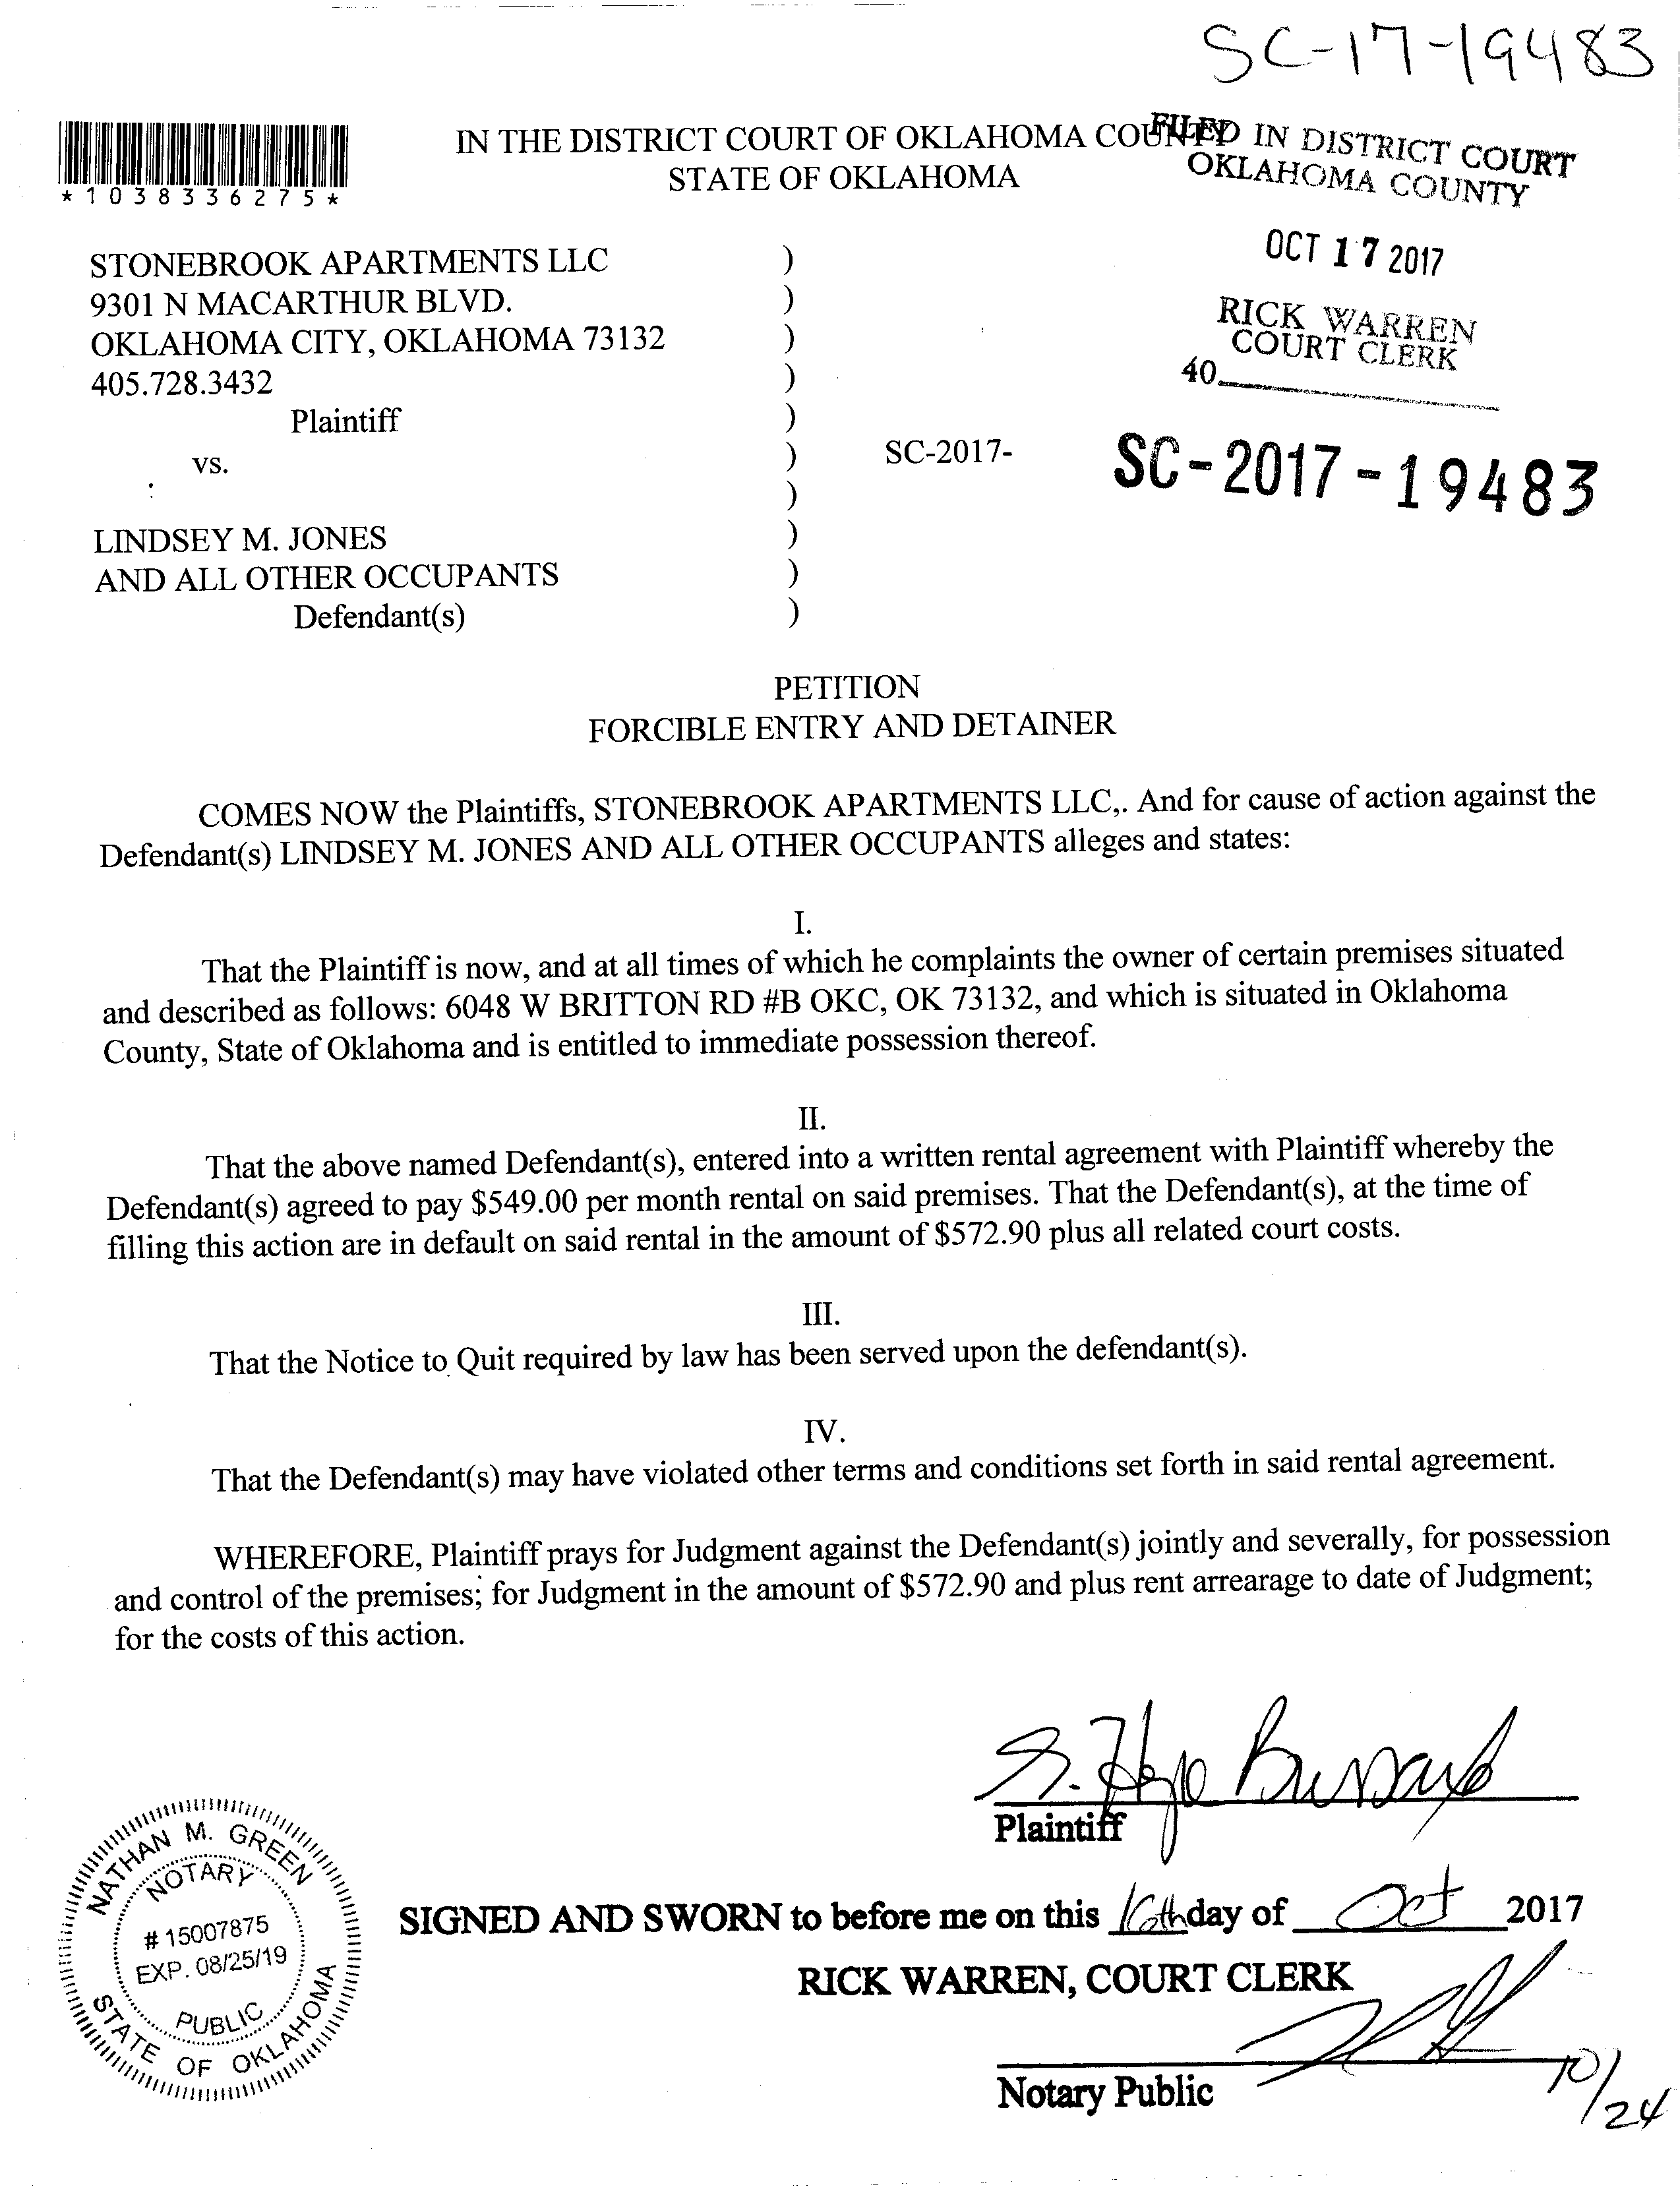 SC-17-19483
*1038336275*
IN THE DISTRICT COURT OF OKLAHOMA COUNTY
STATE OF OKLAHOMA
FILED IN DISTRICT COURT
OKLAHOMA COUNTY
OCT 17 2017
RICK WARREN
COURT CLERK
40
STONEBROOK APARTMENTS LLC )
9301 N MACARTHUR BLVD. )
OKLAHOMA CITY, OKLAHOMA 73132 )
405.728.3432 )
Plaintiff )
vs. ) SC-2017- SC-2017-19483
)
LINDSEY M. JONES )
AND ALL OTHER OCCUPANTS )
Defendant(s) )
PETITION
FORCIBLE ENTRY AND DETAINER
COMES NOW the Plaintiffs, STONEBROOK APARTMENTS LLC,. And for cause of action against the
Defendant(s) LINDSEY M. JONES AND ALL OTHER OCCUPANTS alleges and states:
I.
That the Plaintiff is now, and at all times of which he complaints the owner of certain premises situated
and described as follows: 6048 W BRITTON RD #B OKC, OK 73132, and which is situated in Oklahoma
County, State of Oklahoma and is entitled to immediate possession thereof.
II.
That the above named Defendant(s), entered into a written rental agreement with Plaintiff whereby the
Defendant(s) agreed to pay $549.00 per month rental on said premises. That the Defendant(s), at the time of
filling this action are in default on said rental in the amount of $572.90 plus all related court costs.
III.
That the Notice to Quit required by law has been served upon the defendant(s).
IV.
That the Defendant(s) may have violated other terms and conditions set forth in said rental agreement.
WHEREFORE, Plaintiff prays for Judgment against the Defendant(s) jointly and severally, for possession
and control of the premises; for Judgment in the amount of $572.90 and plus rent arrearage to date of Judgment;
for the costs of this action.
Plaintiff
NATHAN M. GREEN
NOTARY
# 15007875
EXP. 08/25/19
PUBLIC
STATE OF OKLAHOMA
SIGNED AND SWORN to before me on this 16th day of Oct 2017
RICK WARREN, COURT CLERK
Notary Public
10/24